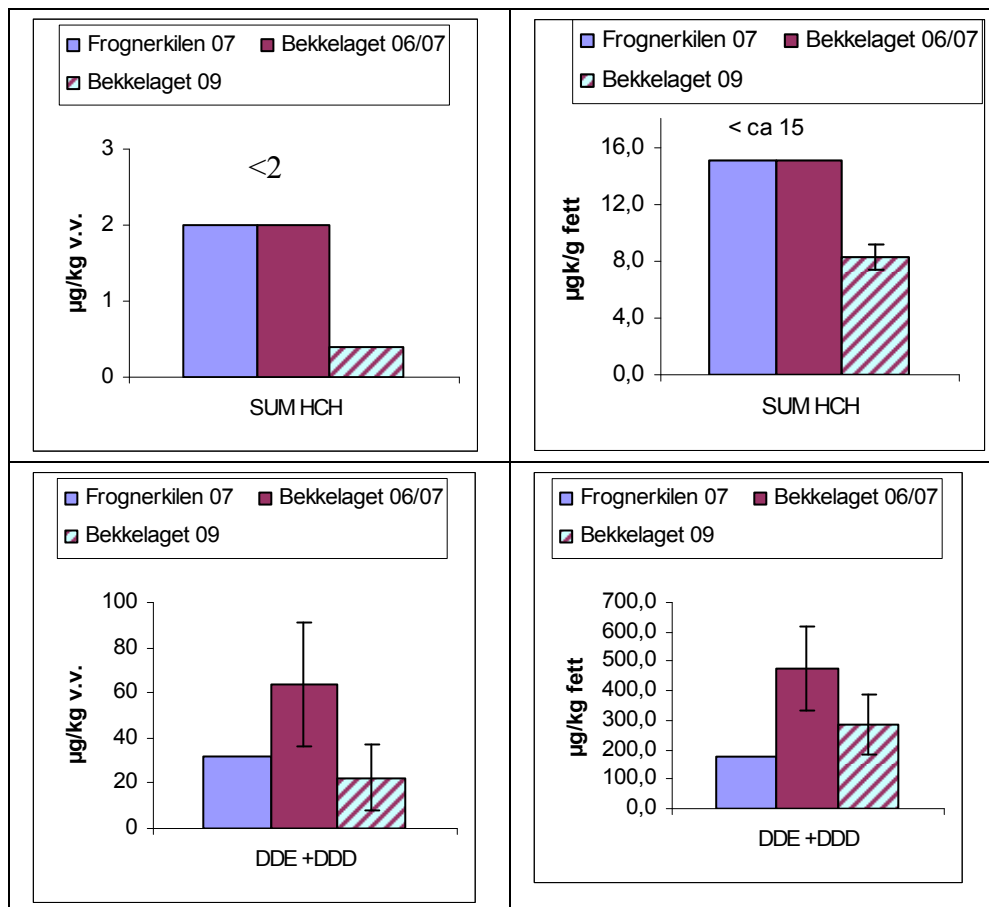 Frognerkilen 07 Bekkelaget 06/07
Bekkelaget 09
<2
3
2
1
0
µg/kg v.v.
SUM HCH
Frognerkilen 07 Bekkelaget 06/07
Bekkelaget 09
< ca 15
16,0
12,0
8,0
4,0
0,0
µgk/g fett
SUM HCH
Frognerkilen 07 Bekkelaget 06/07
Bekkelaget 09
100
80
60
40
20
0
µg/kg v.v.
DDE +DDD
Frognerkilen 07 Bekkelaget 06/07
Bekkelaget 09
700,0
600,0
500,0
400,0
300,0
200,0
100,0
0,0
µg/kg fett
DDE +DDD